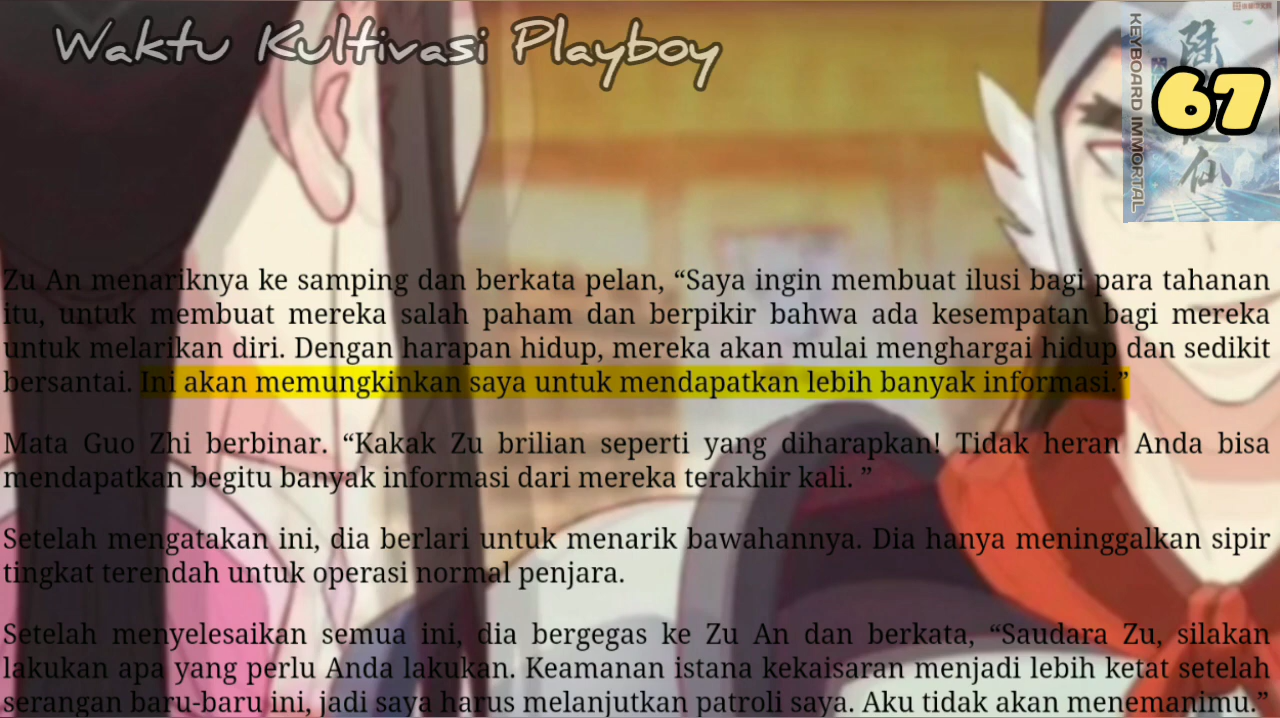 Waktu Kultivasi Playboy
KEYBOARD IMMORTAL
67
Zu An menariknya ke samping dan berkata pelan, “Saya ingin membuat ilusi bagi para tahanan
itu, untuk membuat mereka salah paham dan berpikir bahwa ada kesempatan bagi mereka
untuk melarikan diri. Dengan harapan hidup, mereka akan mulai menghargai hidup dan sedikit
bersantai. Ini akan memungkinkan saya untuk mendapatkan lebih banyak informasi.”
Mata Guo Zhi berbinar. “Kakak Zu brilian seperti yang diharapkan! Tidak heran Anda bisa
mendapatkan begitu banyak informasi dari mereka terakhir kali. ”
Setelah mengatakan ini, dia berlari untuk menarik bawahannya. Dia hanya meninggalkan sipir
tingkat terendah untuk operasi normal penjara.
Setelah menyelesaikan semua ini, dia bergegas ke Zu An dan berkata, “Saudara Zu, silakan
lakukan apa yang perlu Anda lakukan. Keamanan istana kekaisaran menjadi lebih ketat setelah
serangan baru-baru ini, jadi saya harus melanjutkan patroli saya. Aku tidak akan menemanimu.”